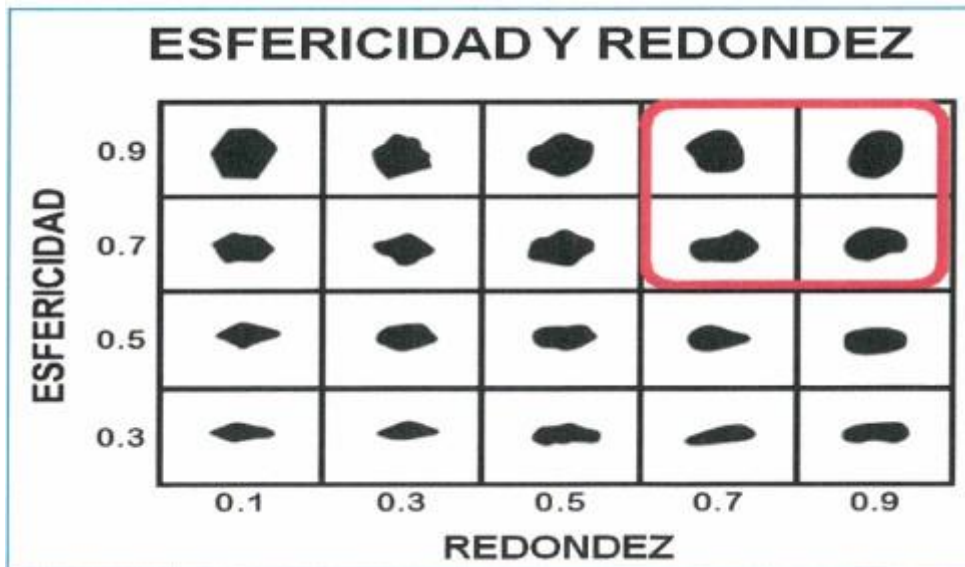 ESFERICIDAD Y REDONDEZ
ESFERICIDAD
0.9
0.7
0.5
0.3
0.1 0.3 0.5 0.7 0.9
REDONDEZ